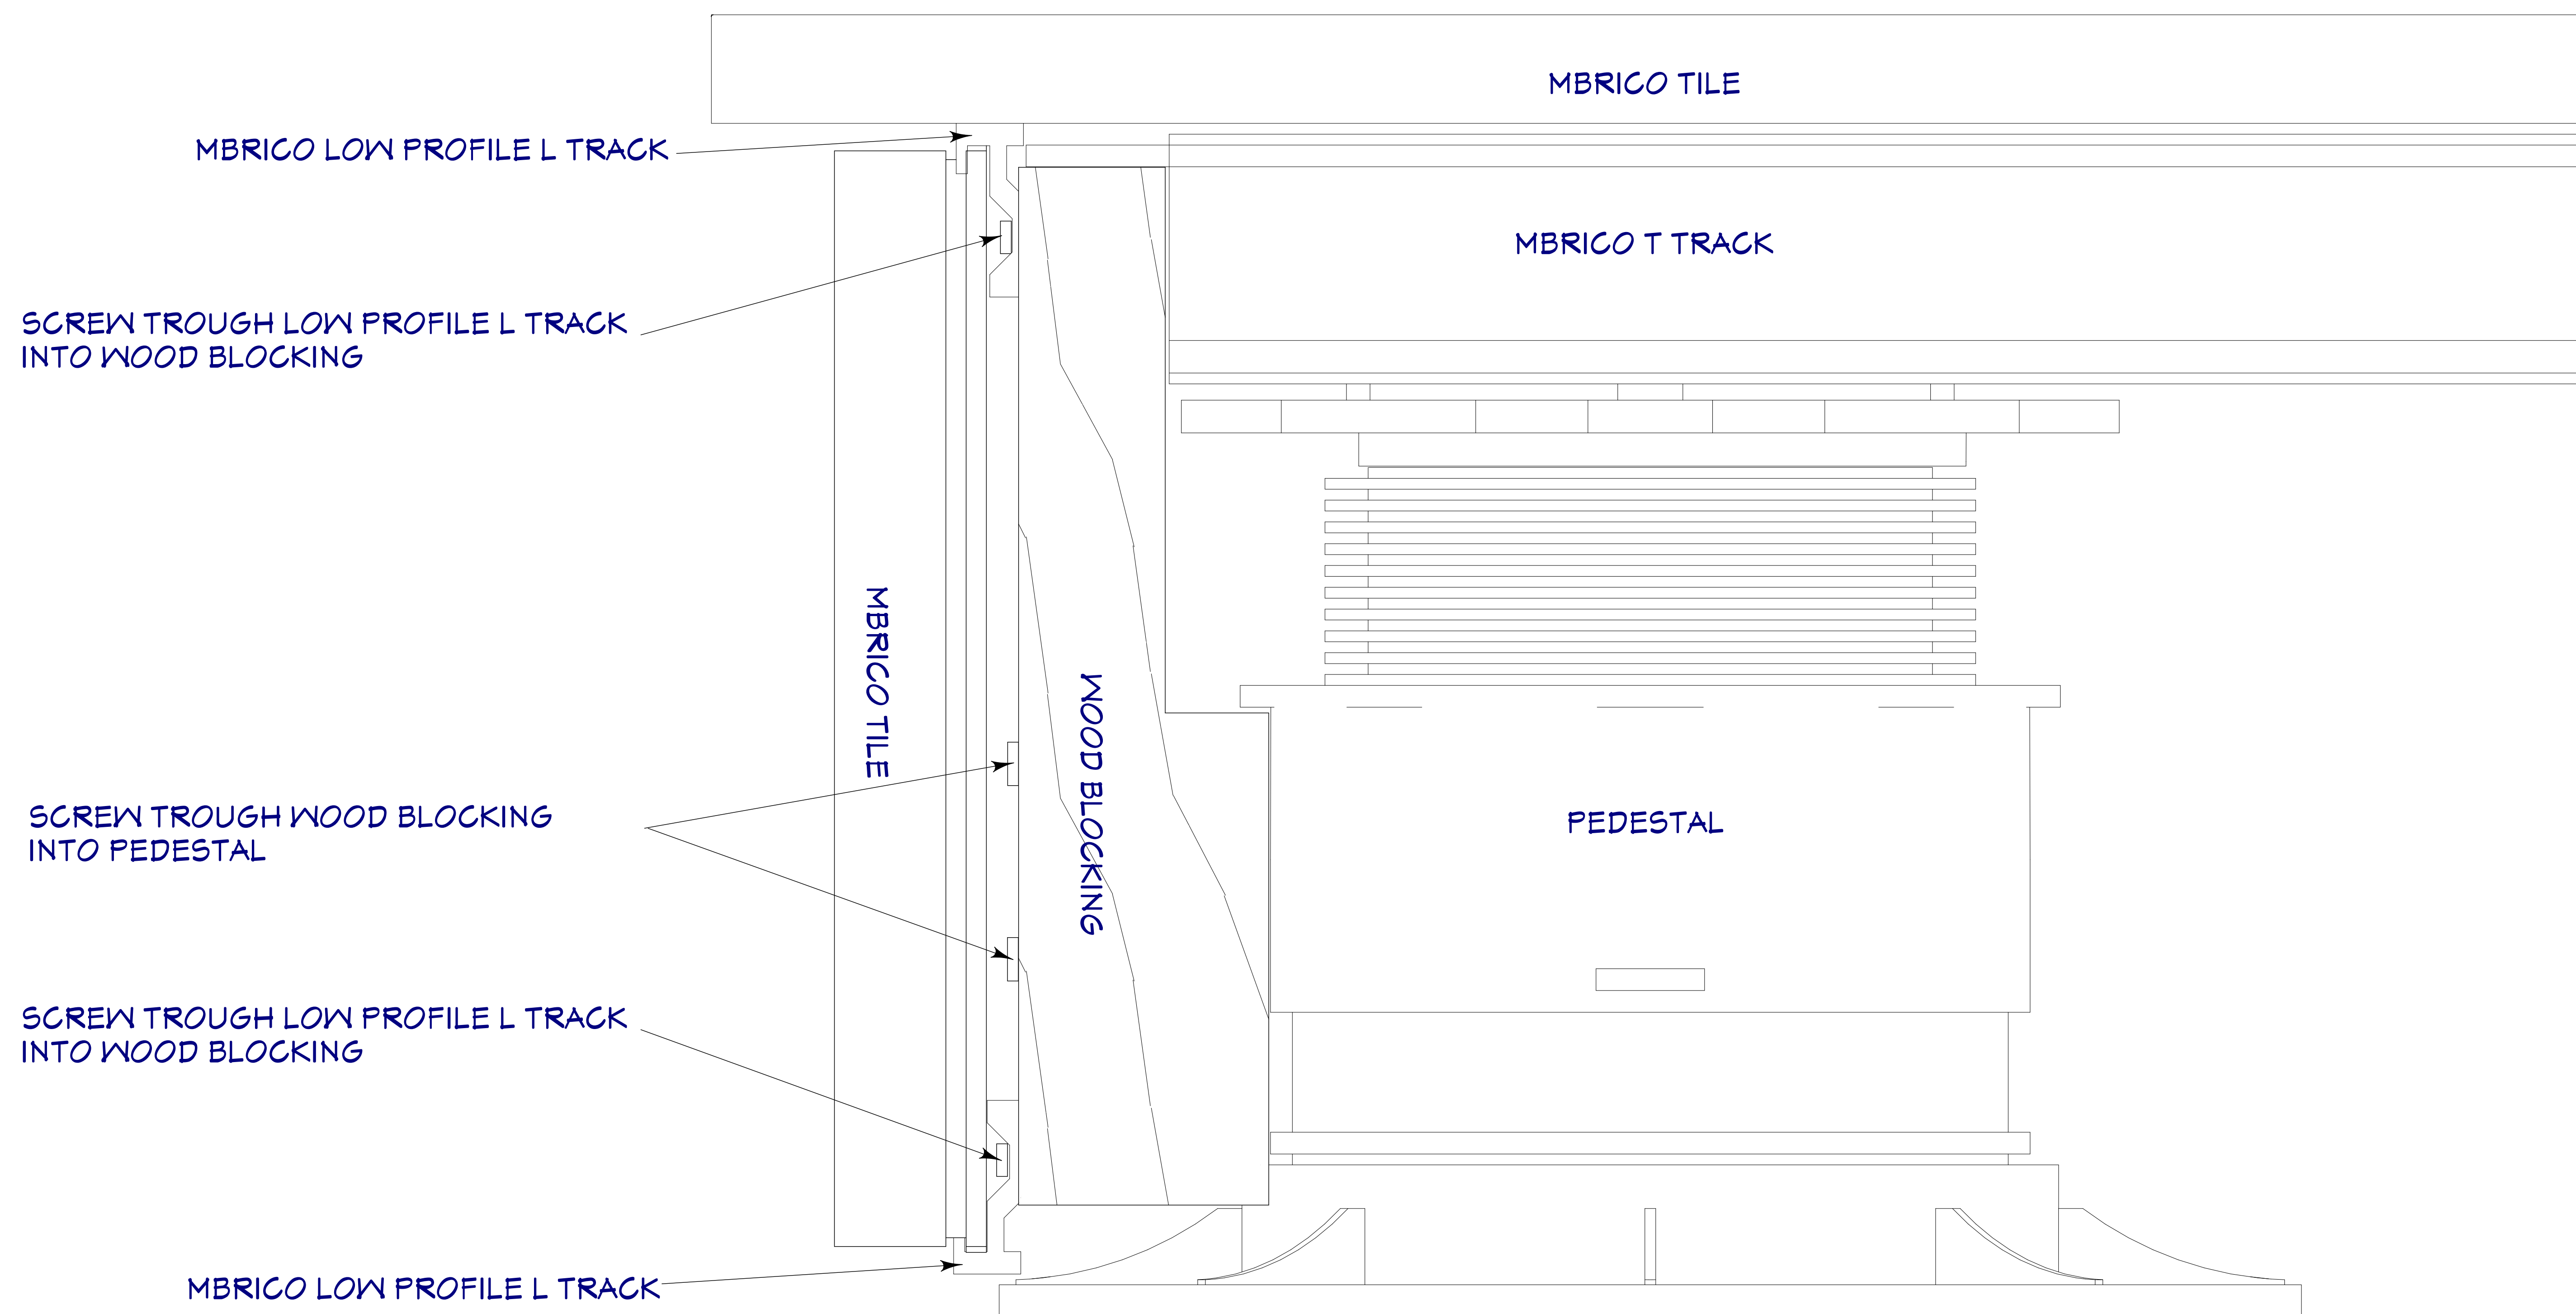 MBRICO TILE
MBRICO LOW PROFILE L TRACK
MBRICO T TRACK
SCREW TROUGH LOW PROFILE L TRACK
INTO WOOD BLOCKING
MBRICO TILE
WOOD BLOCKING
SCREW TROUGH WOOD BLOCKING
INTO PEDESTAL
PEDESTAL
SCREW TROUGH LOW PROFILE L TRACK
INTO WOOD BLOCKING
MBRICO LOW PROFILE L TRACK